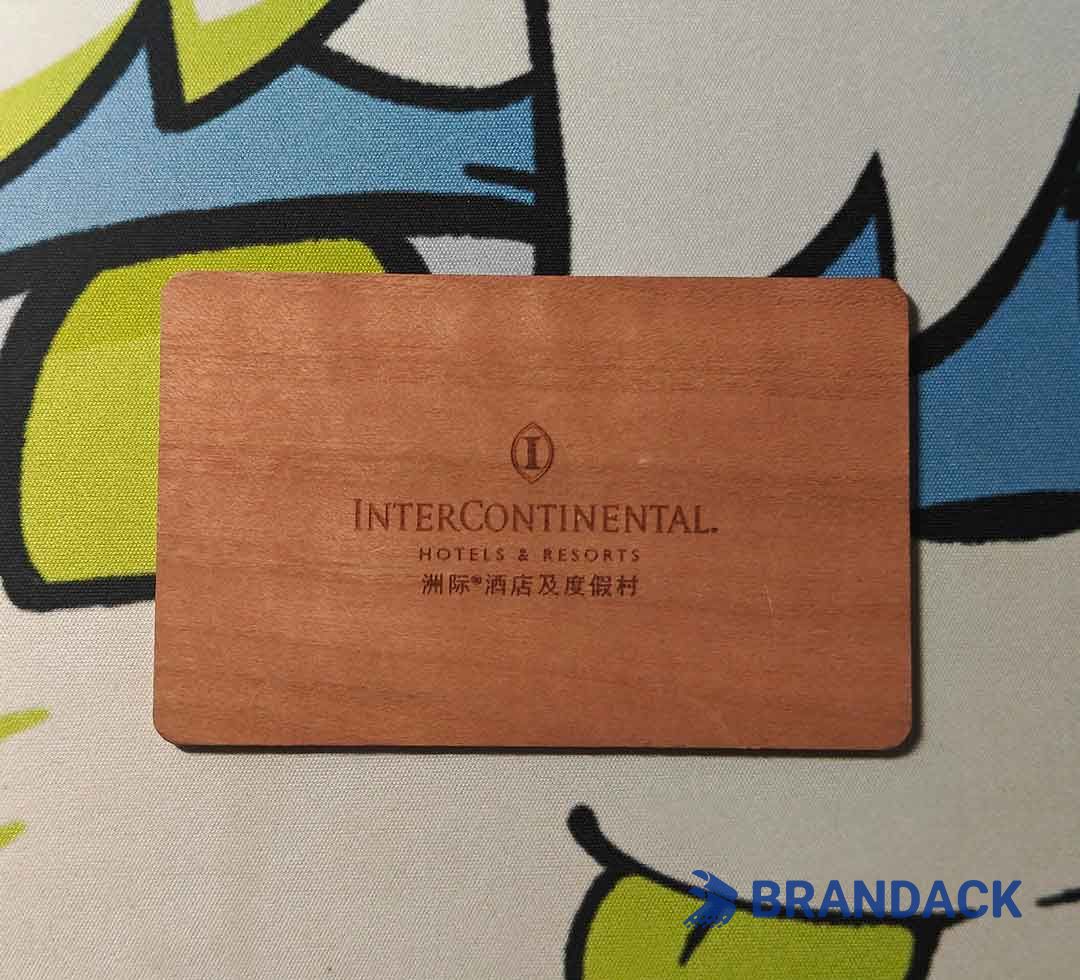 I
INTERCONTINENTAL.
HOTELS & RESORTS
洲际®酒店及度假村
BRANDACK